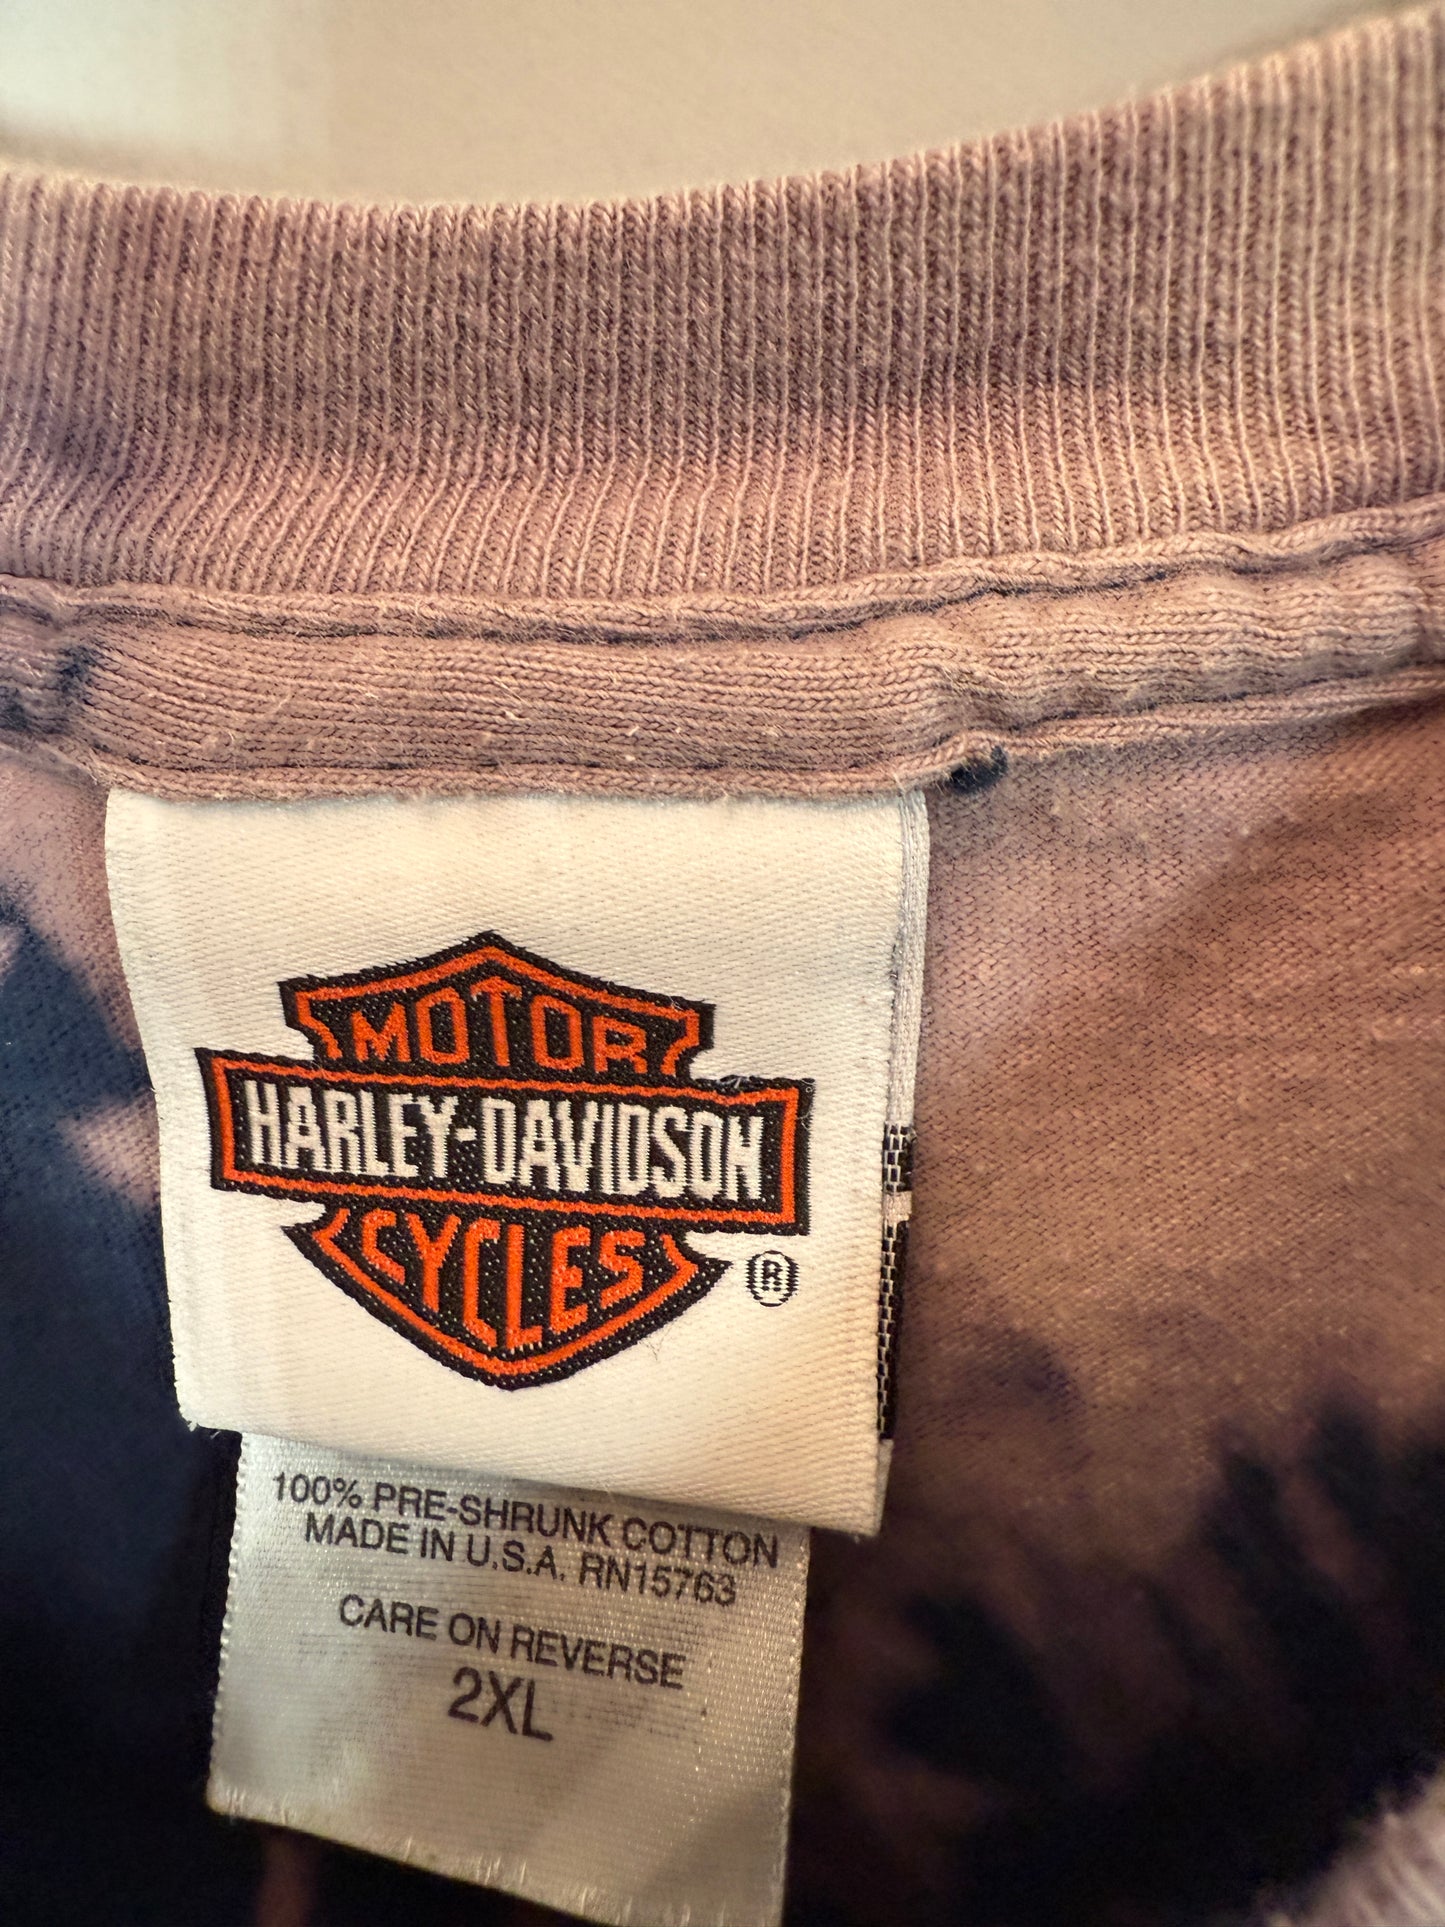 MOTOR
HARLEY-DAVIDSON
CYCLES
®
100% PRE-SHRUNK COTTON
MADE IN U.S.A. RN15763
CARE ON REVERSE
2XL